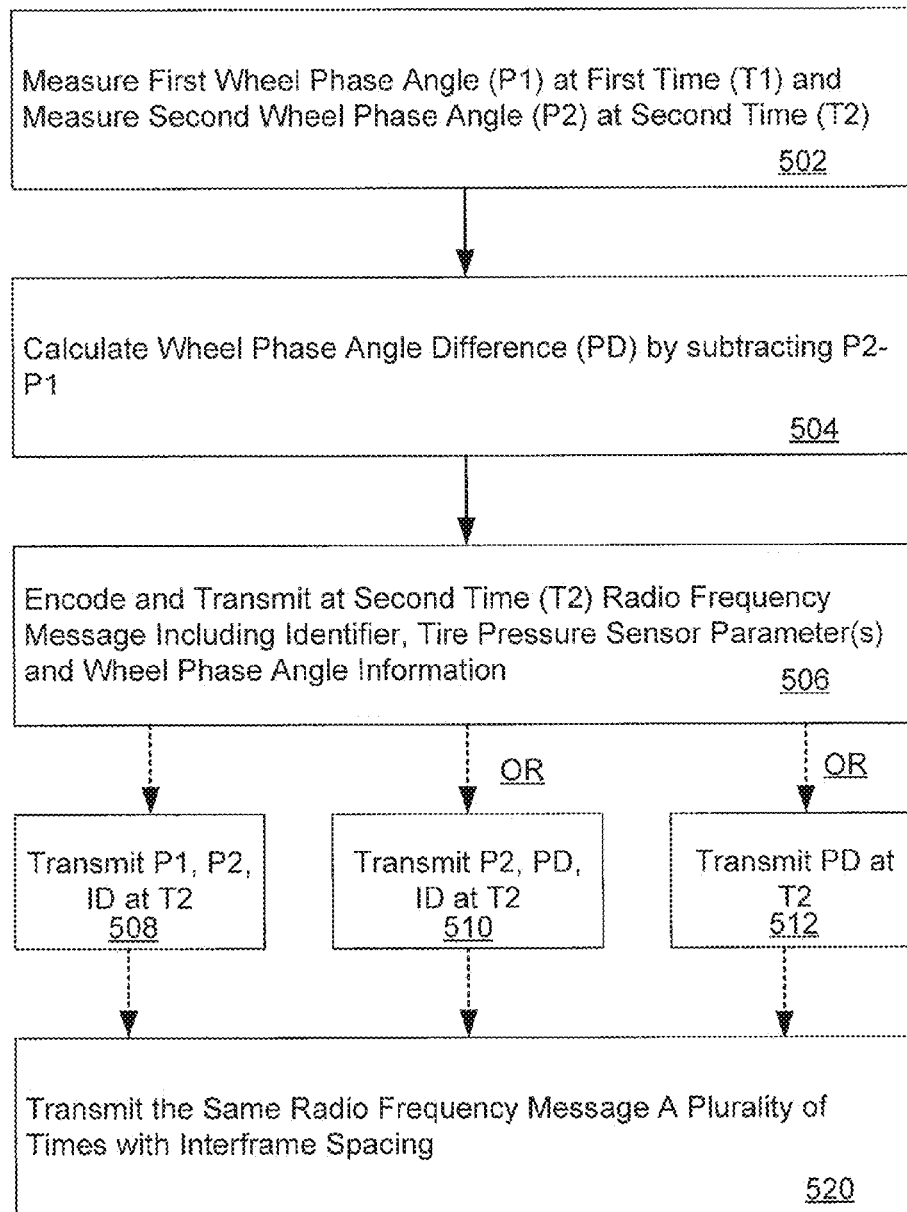 Measure First Wheel Phase Angle (P1) at First Time (T1) and
Measure Second Wheel Phase Angle (P2) at Second Time (T2)
502
Calculate Wheel Phase Angle Difference (PD) by subtracting P2-
P1
504
Encode and Transmit at Second Time (T2) Radio Frequency
Message Including Identifier, Tire Pressure Sensor Parameter(s)
and Wheel Phase Angle Information
506
OR
OR
Transmit P1, P2,
ID at T2
508
Transmit P2, PD,
ID at T2
510
Transmit PD at
T2
512
Transmit the Same Radio Frequency Message A Plurality of
Times with Interframe Spacing
520